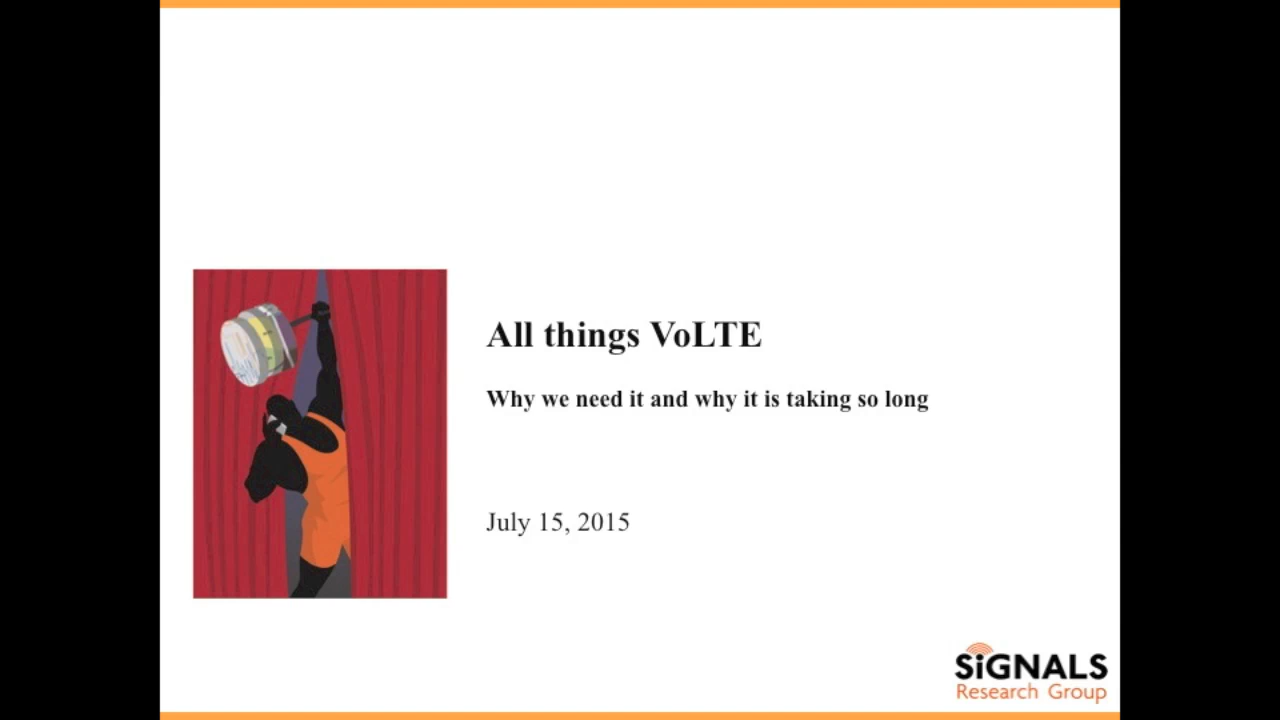 All things VoLTE
Why we need it and why it is taking so long
July 15, 2015
SiGNALS
Research Group